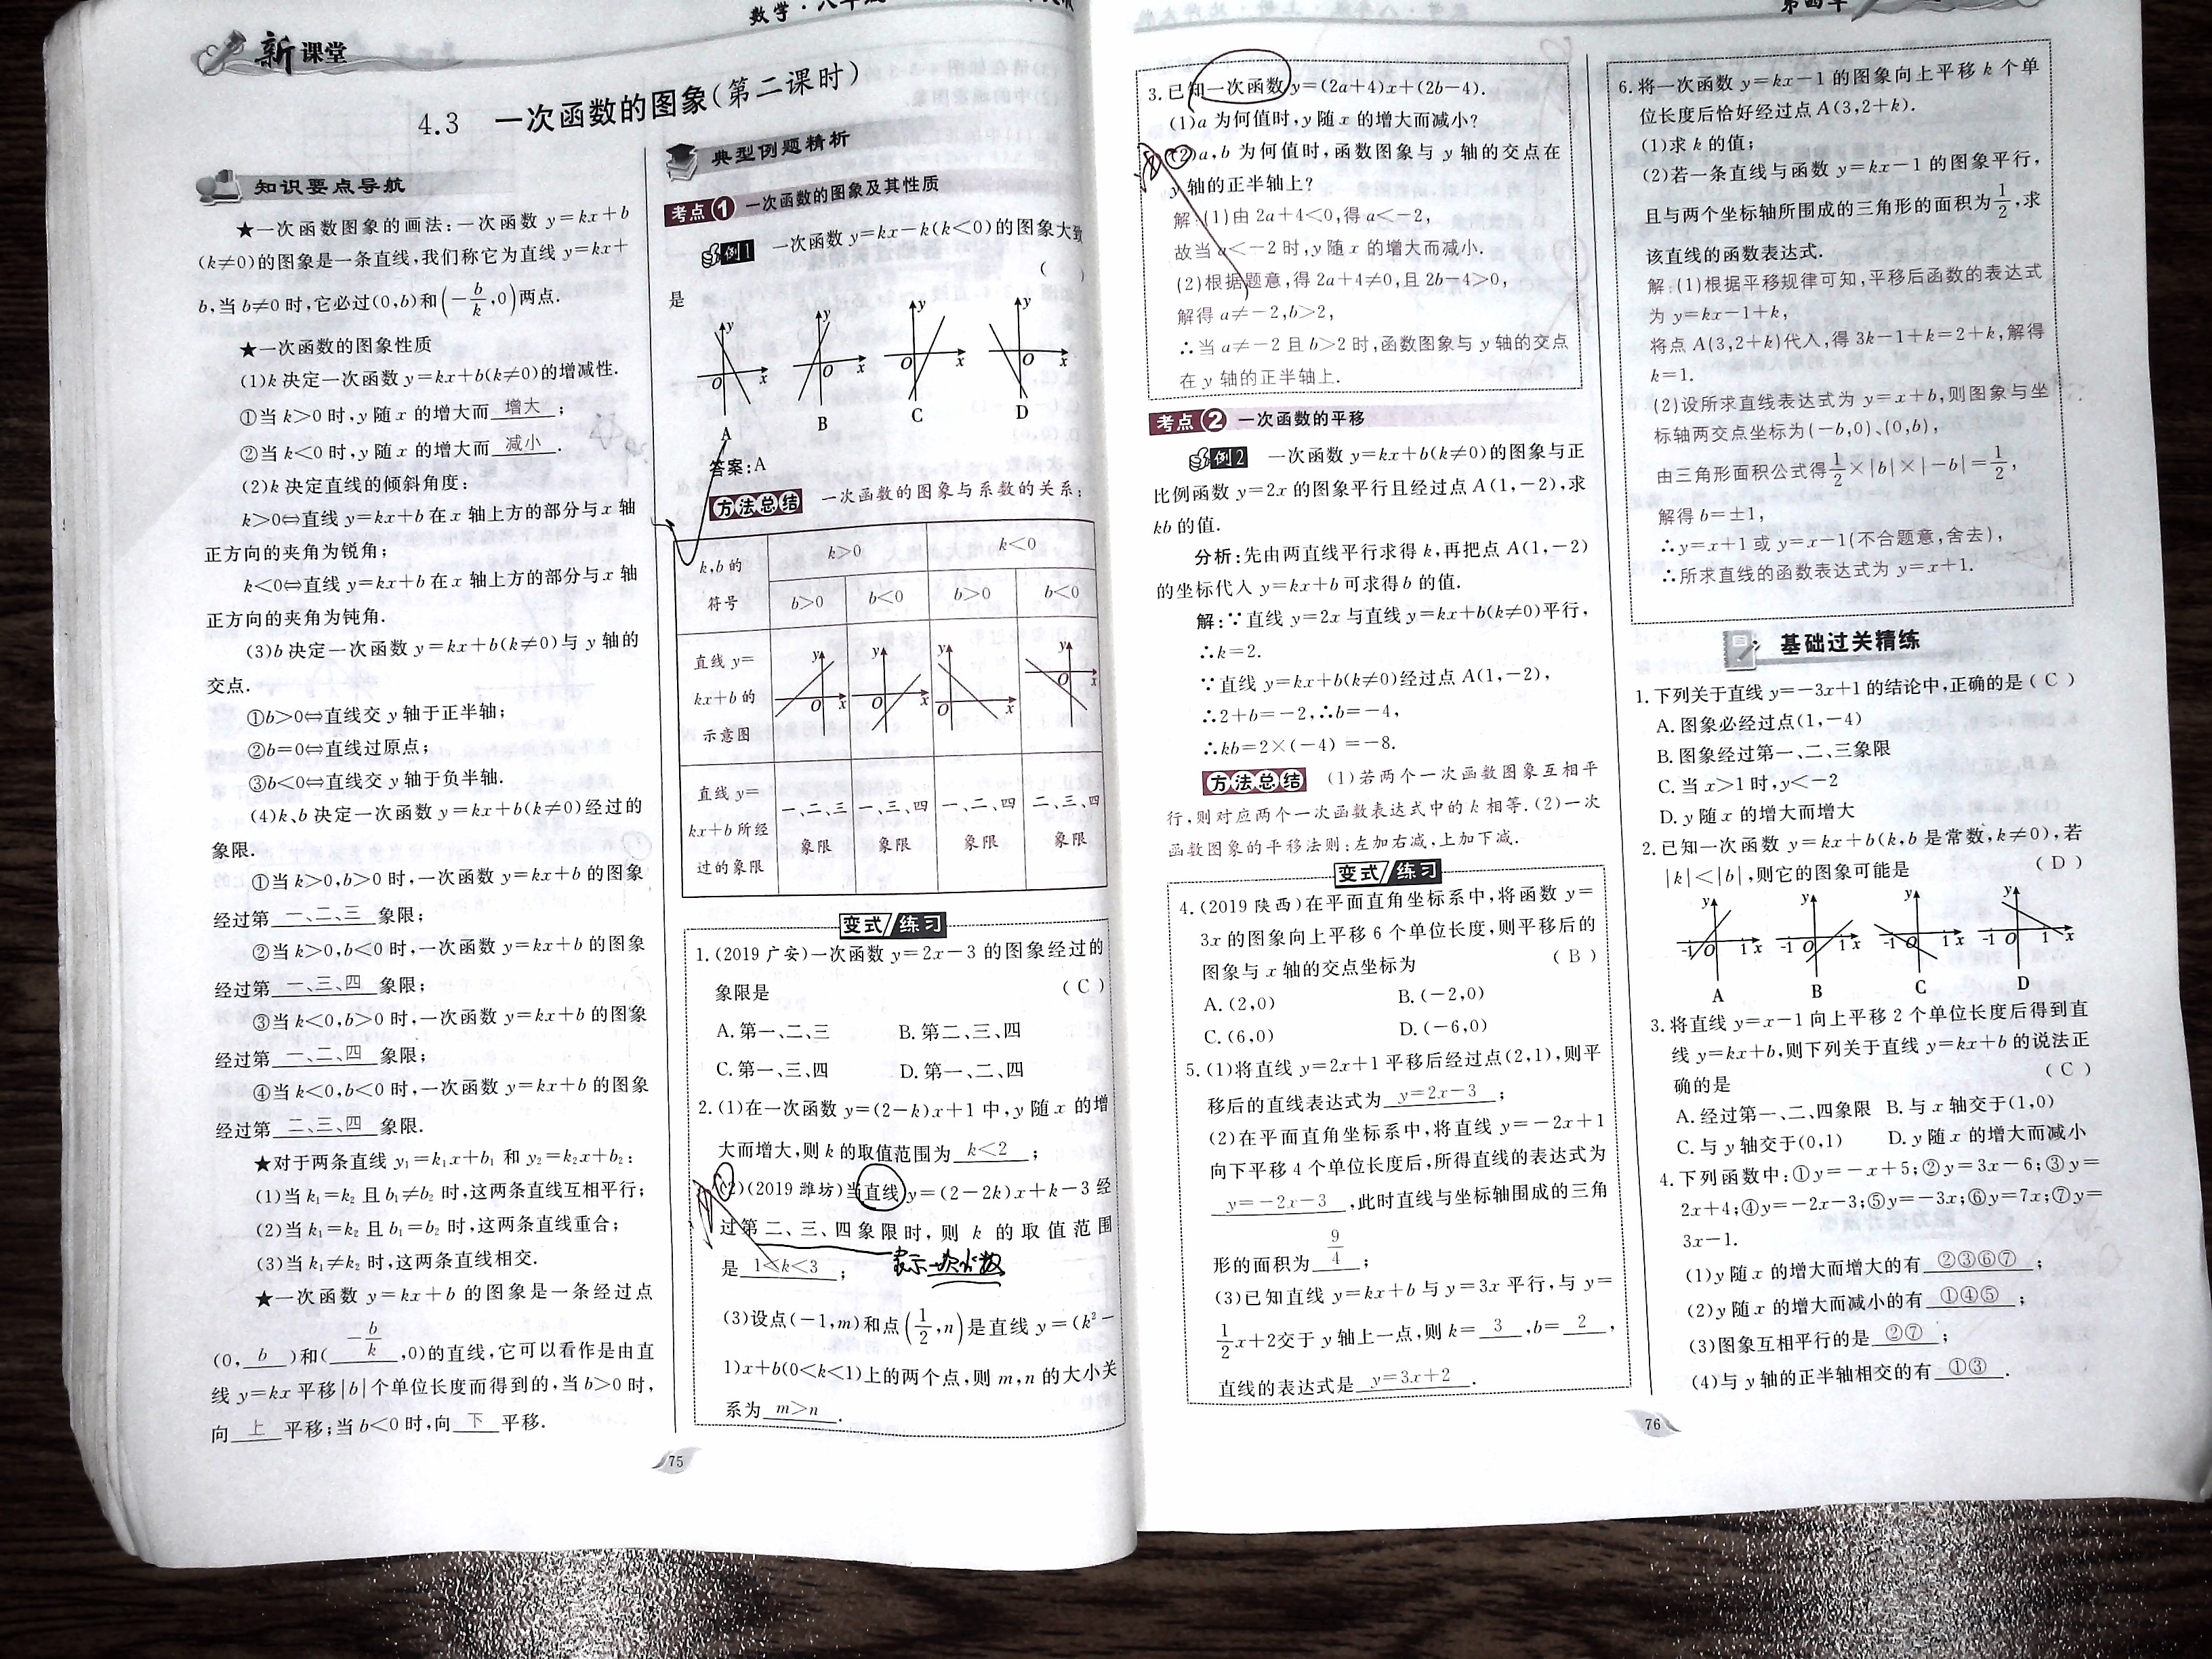 数学·八年
新课堂
4.3 一次函数的图象(第二课时)
知识要点导航
★一次函数图象的画法:一次函数 y=kx+b
(k≠0)的图象是一条直线,我们称它为直线 y=kx+
b,当 b≠0 时,它必过(0,b)和(-b/k,0)两点.
★一次函数的图象性质
(1)k 决定一次函数 y=kx+b(k≠0)的增减性.
①当 k>0 时,y 随 x 的增大而 增大 ;
②当 k<0 时,y 随 x 的增大而 减小 .
(2)k 决定直线的倾斜角度:
k>0⇔直线 y=kx+b 在 x 轴上方的部分与 x 轴
正方向的夹角为锐角;
k<0⇔直线 y=kx+b 在 x 轴上方的部分与 x 轴
正方向的夹角为钝角.
(3)b 决定一次函数 y=kx+b(k≠0)与 y 轴的
交点.
①b>0⇔直线交 y 轴于正半轴;
②b=0⇔直线过原点;
③b<0⇔直线交 y 轴于负半轴.
(4)k、b 决定一次函数 y=kx+b(k≠0)经过的
象限.
①当 k>0,b>0 时,一次函数 y=kx+b 的图象
经过第 一、二、三 象限;
②当 k>0,b<0 时,一次函数 y=kx+b 的图象
经过第 一、三、四 象限;
③当 k<0,b>0 时,一次函数 y=kx+b 的图象
经过第 一、二、四 象限;
④当 k<0,b<0 时,一次函数 y=kx+b 的图象
经过第 二、三、四 象限.
★对于两条直线 y₁=k₁x+b₁ 和 y₂=k₂x+b₂:
(1)当 k₁=k₂ 且 b₁≠b₂ 时,这两条直线互相平行;
(2)当 k₁=k₂ 且 b₁=b₂ 时,这两条直线重合;
(3)当 k₁≠k₂ 时,这两条直线相交.
★一次函数 y=kx+b 的图象是一条经过点
(0, b )和( -b/k ,0)的直线,它可以看作是由直
线 y=kx 平移|b|个单位长度而得到的,当 b>0 时,
向 上 平移;当 b<0 时,向 下 平移.
典型例题精析
考点1 一次函数的图象及其性质
例1 一次函数 y=kx-k(k<0)的图象大致
是 ( )
y y y y
O x O x O x O x
A B C D
答案:A
方法总结 一次函数的图象与系数的关系:
k,b 的符号 k>0 k<0
b>0 b<0 b>0 b<0
直线 y=kx+b 的示意图
y O x y O x y O x y O x
直线 y=kx+b 所经过的象限 一、二、三象限 一、三、四象限 一、二、四象限 二、三、四象限
变式/练习
1.(2019 广安)一次函数 y=2x-3 的图象经过的
象限是 ( C )
A.第一、二、三 B.第二、三、四
C.第一、三、四 D.第一、二、四
2.(1)在一次函数 y=(2-k)x+1 中,y 随 x 的增
大而增大,则 k 的取值范围为 k<2 ;
(2)(2019 潍坊)当直线 y=(2-2k)x+k-3 经
过第二、三、四象限时,则 k 的取值范围
是 1<k<3 ; 表示一次函数
(3)设点(-1,m)和点(1/2,n)是直线 y=(k²-
1)x+b(0<k<1)上的两个点,则 m,n 的大小关
系为 m>n .
75
第四章
3.已知一次函数 y=(2a+4)x+(2b-4).
(1)a 为何值时,y 随 x 的增大而减小?
(2)a,b 为何值时,函数图象与 y 轴的交点在
y 轴的正半轴上?
解:(1)由 2a+4<0,得 a<-2,
故当 a<-2 时,y 随 x 的增大而减小.
(2)根据题意,得 2a+4≠0,且 2b-4>0,
解得 a≠-2,b>2,
∴当 a≠-2 且 b>2 时,函数图象与 y 轴的交点
在 y 轴的正半轴上.
考点2 一次函数的平移
例2 一次函数 y=kx+b(k≠0)的图象与正
比例函数 y=2x 的图象平行且经过点 A(1,-2),求
kb 的值.
分析:先由两直线平行求得 k,再把点 A(1,-2)
的坐标代入 y=kx+b 可求得 b 的值.
解:∵直线 y=2x 与直线 y=kx+b(k≠0)平行,
∴k=2.
∵直线 y=kx+b(k≠0)经过点 A(1,-2),
∴2+b=-2,∴b=-4,
∴kb=2×(-4)=-8.
方法总结 (1)若两个一次函数图象互相平
行,则对应两个一次函数表达式中的 k 相等.(2)一次
函数图象的平移法则:左加右减,上加下减.
变式/练习
4.(2019 陕西)在平面直角坐标系中,将函数 y=
3x 的图象向上平移 6 个单位长度,则平移后的
图象与 x 轴的交点坐标为 ( B )
A.(2,0) B.(-2,0)
C.(6,0) D.(-6,0)
5.(1)将直线 y=2x+1 平移后经过点(2,1),则平
移后的直线表达式为 y=2x-3 ;
(2)在平面直角坐标系中,将直线 y=-2x+1
向下平移 4 个单位长度后,所得直线的表达式为
y=-2x-3 ,此时直线与坐标轴围成的三角
形的面积为 9/4 ;
(3)已知直线 y=kx+b 与 y=3x 平行,与 y=
1/2x+2交于 y 轴上一点,则 k= 3 ,b= 2 ,
直线的表达式是 y=3x+2 .
6.将一次函数 y=kx-1 的图象向上平移 k 个单
位长度后恰好经过点 A(3,2+k).
(1)求 k 的值;
(2)若一条直线与函数 y=kx-1 的图象平行,
且与两个坐标轴所围成的三角形的面积为1/2,求
该直线的函数表达式.
解:(1)根据平移规律可知,平移后函数的表达式
为 y=kx-1+k,
将点 A(3,2+k)代入,得 3k-1+k=2+k,解得
k=1.
(2)设所求直线表达式为 y=x+b,则图象与坐
标轴两交点坐标为(-b,0)、(0,b),
由三角形面积公式得1/2×|b|×|-b|=1/2,
解得 b=±1,
∴y=x+1 或 y=x-1(不合题意,舍去),
∴所求直线的函数表达式为 y=x+1.
基础过关精练
1.下列关于直线 y=-3x+1 的结论中,正确的是( C )
A.图象必经过点(1,-4)
B.图象经过第一、二、三象限
C.当 x>1 时,y<-2
D.y 随 x 的增大而增大
2.已知一次函数 y=kx+b(k,b 是常数,k≠0),若
|k|<|b|,则它的图象可能是 ( D )
y y y y
-1 O 1 x -1 O 1 x -1 O 1 x -1 O 1 x
A B C D
3.将直线 y=x-1 向上平移 2 个单位长度后得到直
线 y=kx+b,则下列关于直线 y=kx+b 的说法正
确的是 ( C )
A.经过第一、二、四象限 B.与 x 轴交于(1,0)
C.与 y 轴交于(0,1) D.y 随 x 的增大而减小
4.下列函数中:①y=-x+5;②y=3x-6;③y=
2x+4;④y=-2x-3;⑤y=-3x;⑥y=7x;⑦y=
3x-1.
(1)y 随 x 的增大而增大的有 ②③⑥⑦ ;
(2)y 随 x 的增大而减小的有 ①④⑤ ;
(3)图象互相平行的是 ②⑦ ;
(4)与 y 轴的正半轴相交的有 ①③ .
76